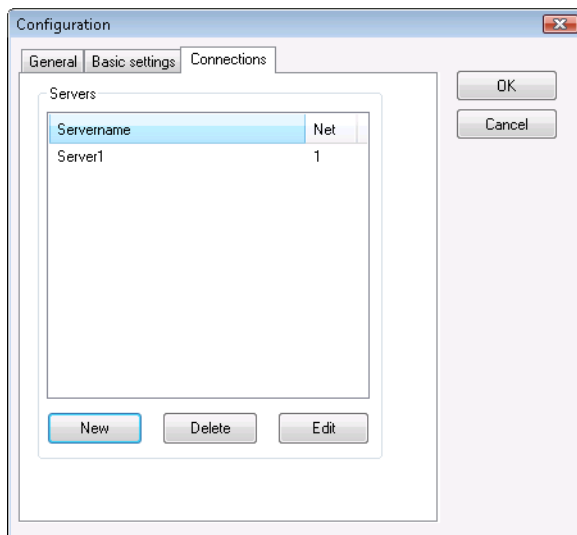 Configuration
General Basic settings Connections
OK
Servers
Servername Net
Cancel
Server1 1
New Delete Edit